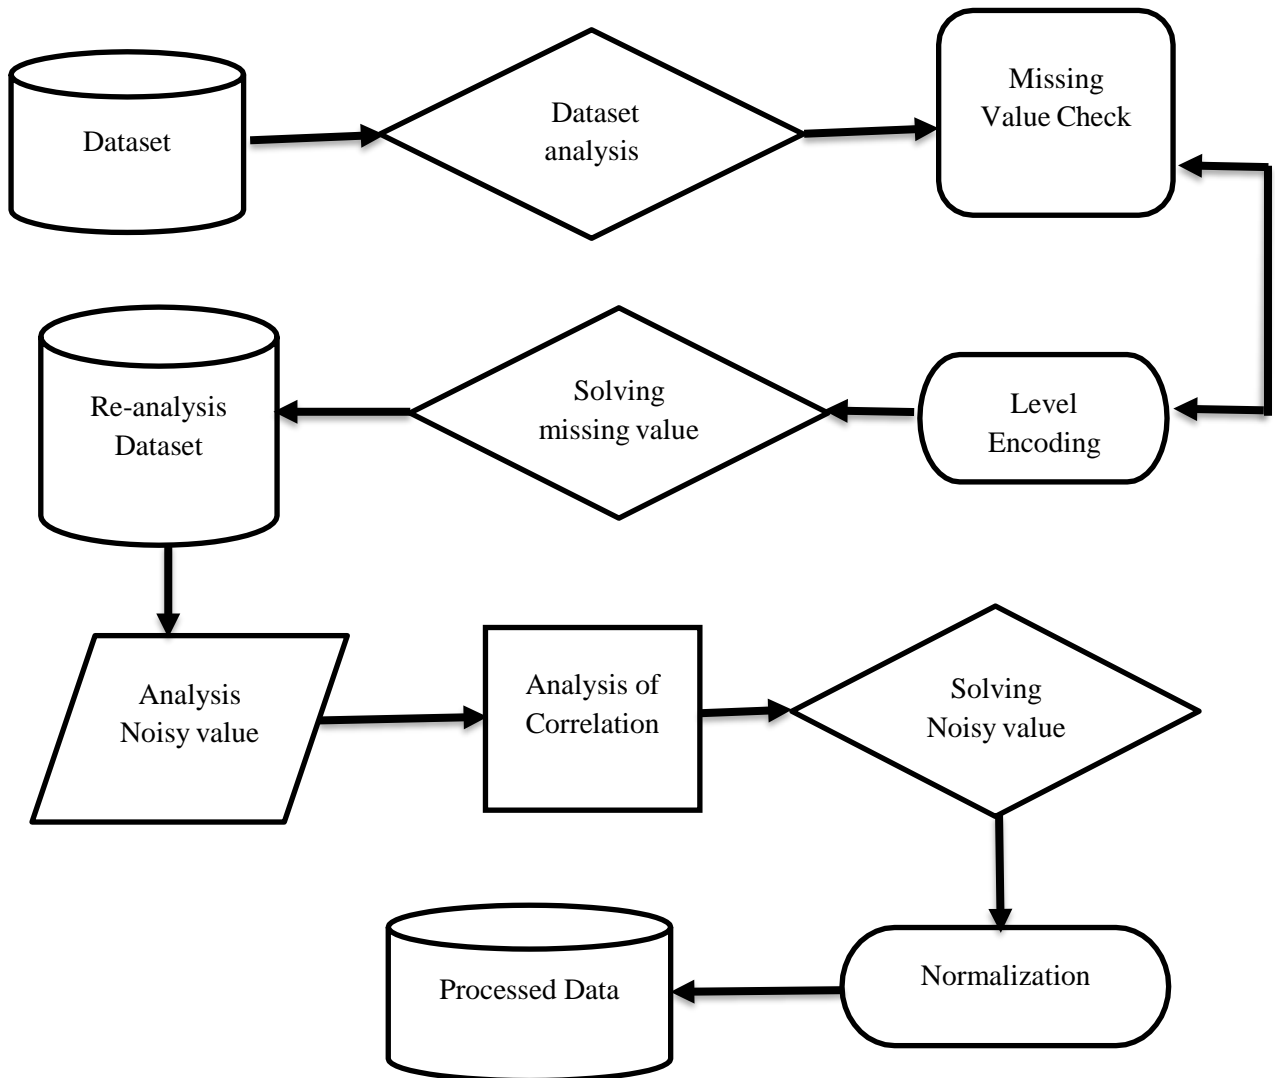 Dataset
Dataset
analysis
Missing
Value Check
Re-analysis
Dataset
Solving
missing value
Level
Encoding
Analysis
Noisy value
Analysis of
Correlation
Solving
Noisy value
Processed Data
Normalization